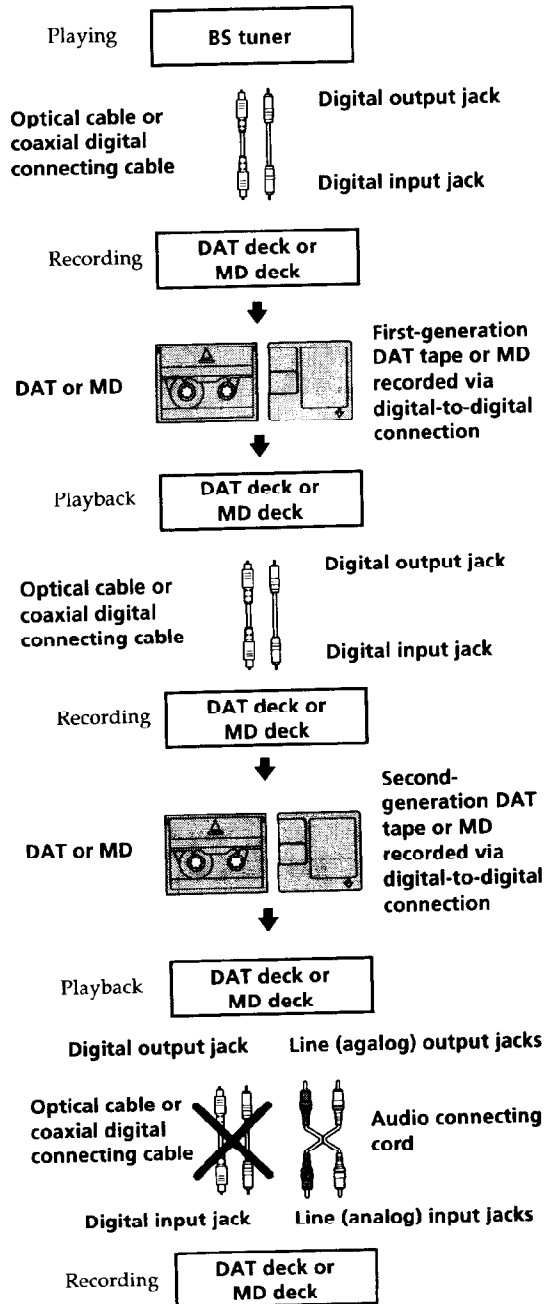 Playing
BS tuner
Optical cable or
coaxial digital
connecting cable
Digital output jack
Digital input jack
Recording
DAT deck or
MD deck
DAT or MD
First-generation
DAT tape or MD
recorded via
digital-to-digital
connection
Playback
DAT deck or
MD deck
Optical cable or
coaxial digital
connecting cable
Digital output jack
Digital input jack
Recording
DAT deck or
MD deck
DAT or MD
Second-
generation DAT
tape or MD
recorded via
digital-to-digital
connection
Playback
DAT deck or
MD deck
Digital output jack
Line (agalog) output jacks
Optical cable or
coaxial digital
connecting cable
Audio connecting
cord
Digital input jack
Line (analog) input jacks
Recording
DAT deck or
MD deck